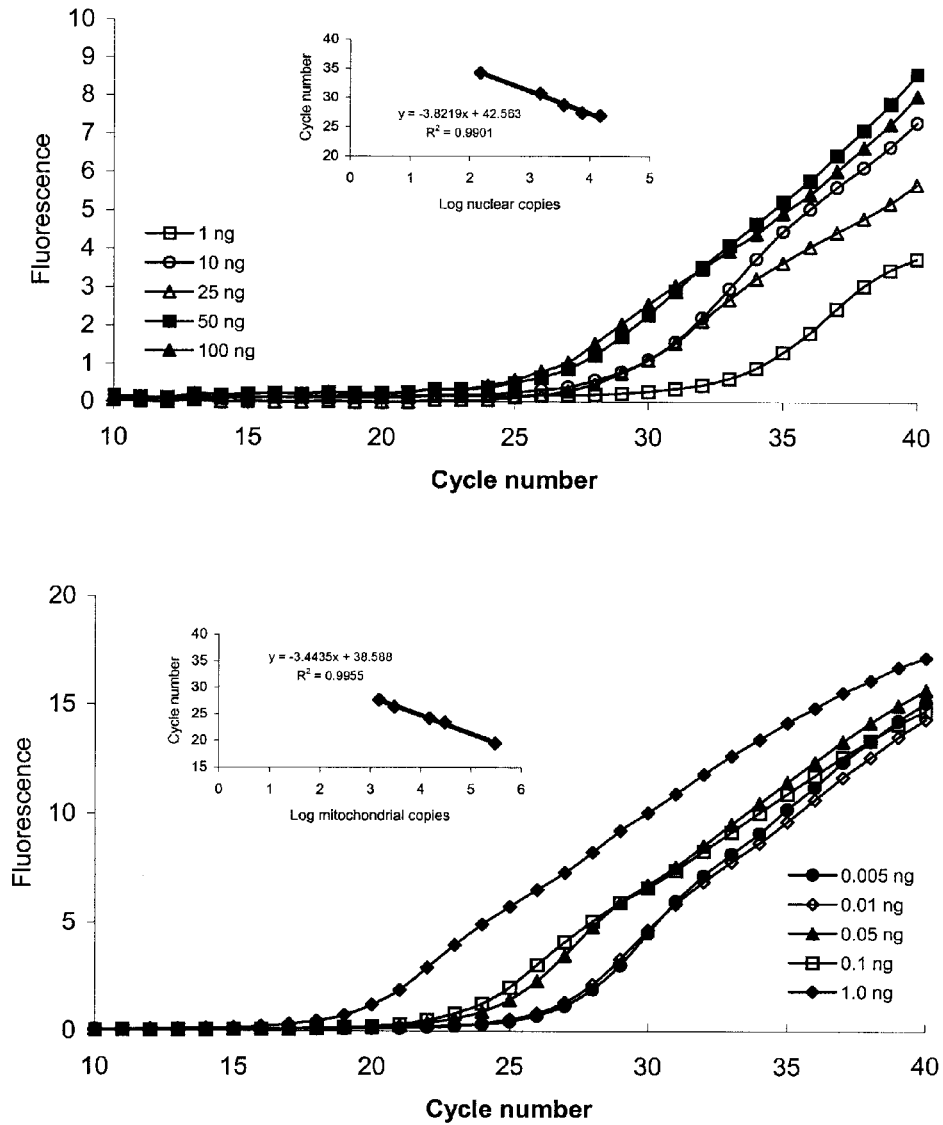 10
9
8
7
6
5
4
3
2
1
0
Fluorescence
10 15 20 25 30 35 40
Cycle number
1 ng
10 ng
25 ng
50 ng
100 ng
40
35
30
25
20
Cycle number
y = -3.8219x + 42.563
R² = 0.9901
0 1 2 3 4 5
Log nuclear copies
20
15
10
5
0
Fluorescence
10 15 20 25 30 35 40
Cycle number
40
35
30
25
20
15
Cycle number
y = -3.4435x + 38.588
R² = 0.9955
0 1 2 3 4 5 6
Log mitochondrial copies
0.005 ng
0.01 ng
0.05 ng
0.1 ng
1.0 ng